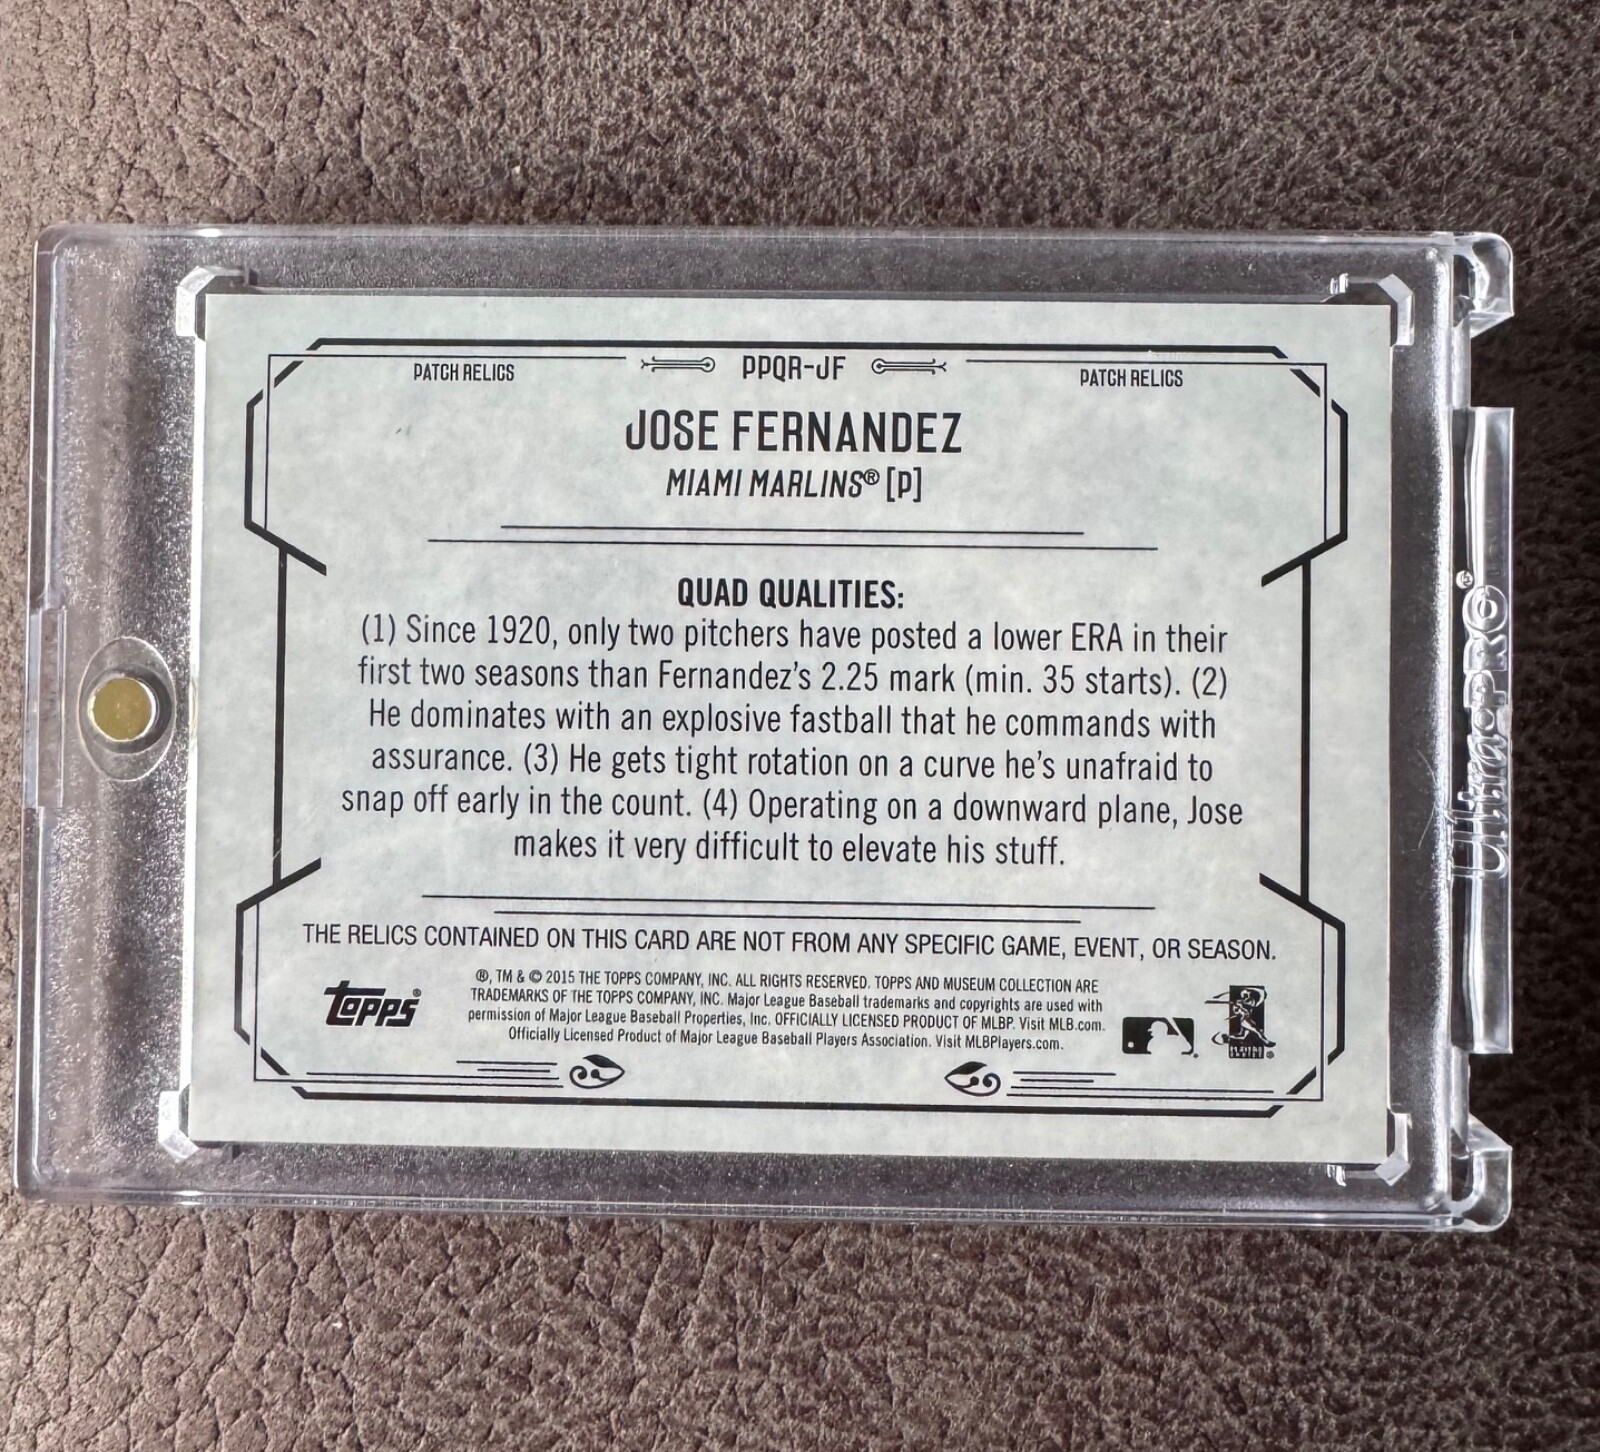 PATCH RELICS PPQR-JF PATCH RELICS
JOSE FERNANDEZ
MIAMI MARLINS® [P]
QUAD QUALITIES:
(1) Since 1920, only two pitchers have posted a lower ERA in their
first two seasons than Fernandez's 2.25 mark (min. 35 starts). (2)
He dominates with an explosive fastball that he commands with
assurance. (3) He gets tight rotation on a curve he's unafraid to
snap off early in the count. (4) Operating on a downward plane, Jose
makes it very difficult to elevate his stuff.
THE RELICS CONTAINED ON THIS CARD ARE NOT FROM ANY SPECIFIC GAME, EVENT, OR SEASON.
topps®
®, TM & © 2015 THE TOPPS COMPANY, INC. ALL RIGHTS RESERVED. TOPPS AND MUSEUM COLLECTION ARE
TRADEMARKS OF THE TOPPS COMPANY, INC. Major League Baseball trademarks and copyrights are used with
permission of Major League Baseball Properties, Inc. OFFICIALLY LICENSED PRODUCT OF MLBP. Visit MLB.com.
Officially Licensed Product of Major League Baseball Players Association. Visit MLBPlayers.com.
Ultra•PRO®